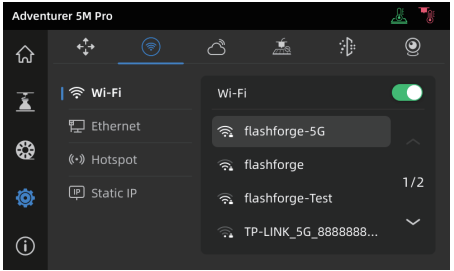 Adventurer 5M Pro
Wi-Fi
Wi-Fi
Ethernet
flashforge-5G
Hotspot
flashforge
1/2
IP Static IP
flashforge-Test
TP-LINK_5G_8888888...